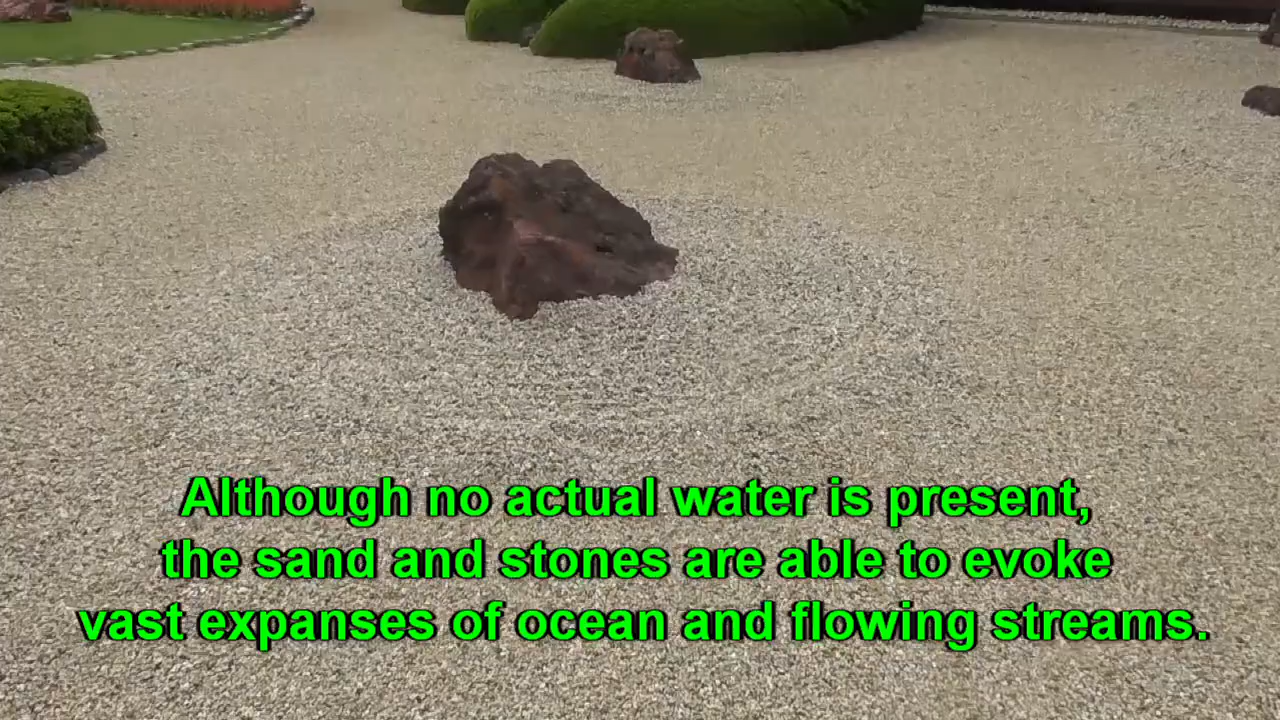 Although no actual water is present,
the sand and stones are able to evoke
vast expanses of ocean and flowing streams.